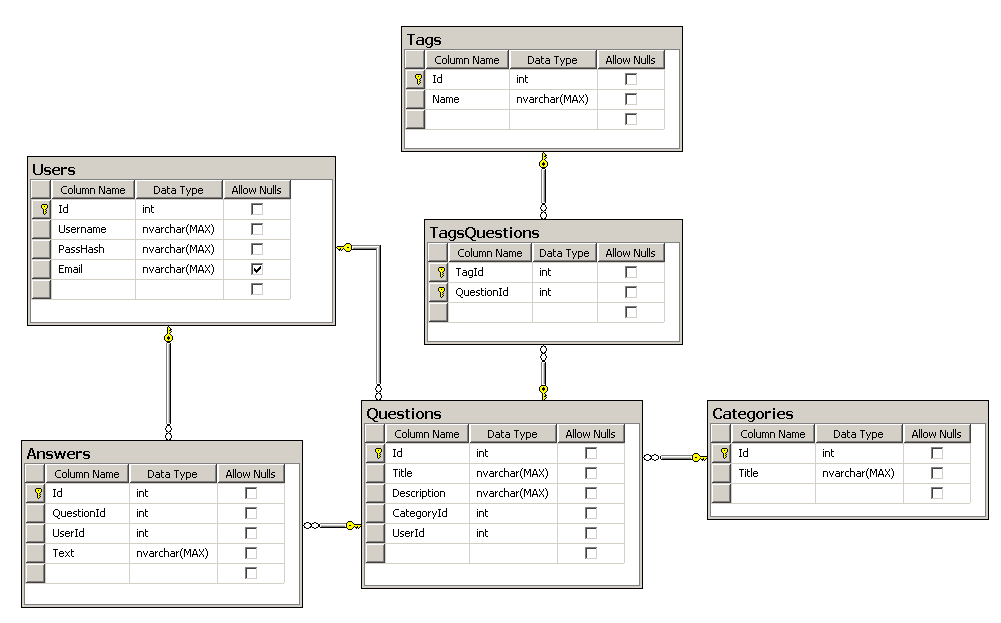 Tags
Column Name Data Type Allow Nulls
Id int
Name nvarchar(MAX)
Users
Column Name Data Type Allow Nulls
Id int
Username nvarchar(MAX)
PassHash nvarchar(MAX)
Email nvarchar(MAX)
TagsQuestions
Column Name Data Type Allow Nulls
TagId int
QuestionId int
Questions
Column Name Data Type Allow Nulls
Id int
Title nvarchar(MAX)
Description nvarchar(MAX)
CategoryId int
UserId int
Categories
Column Name Data Type Allow Nulls
Id int
Title nvarchar(MAX)
Answers
Column Name Data Type Allow Nulls
Id int
QuestionId int
UserId int
Text nvarchar(MAX)